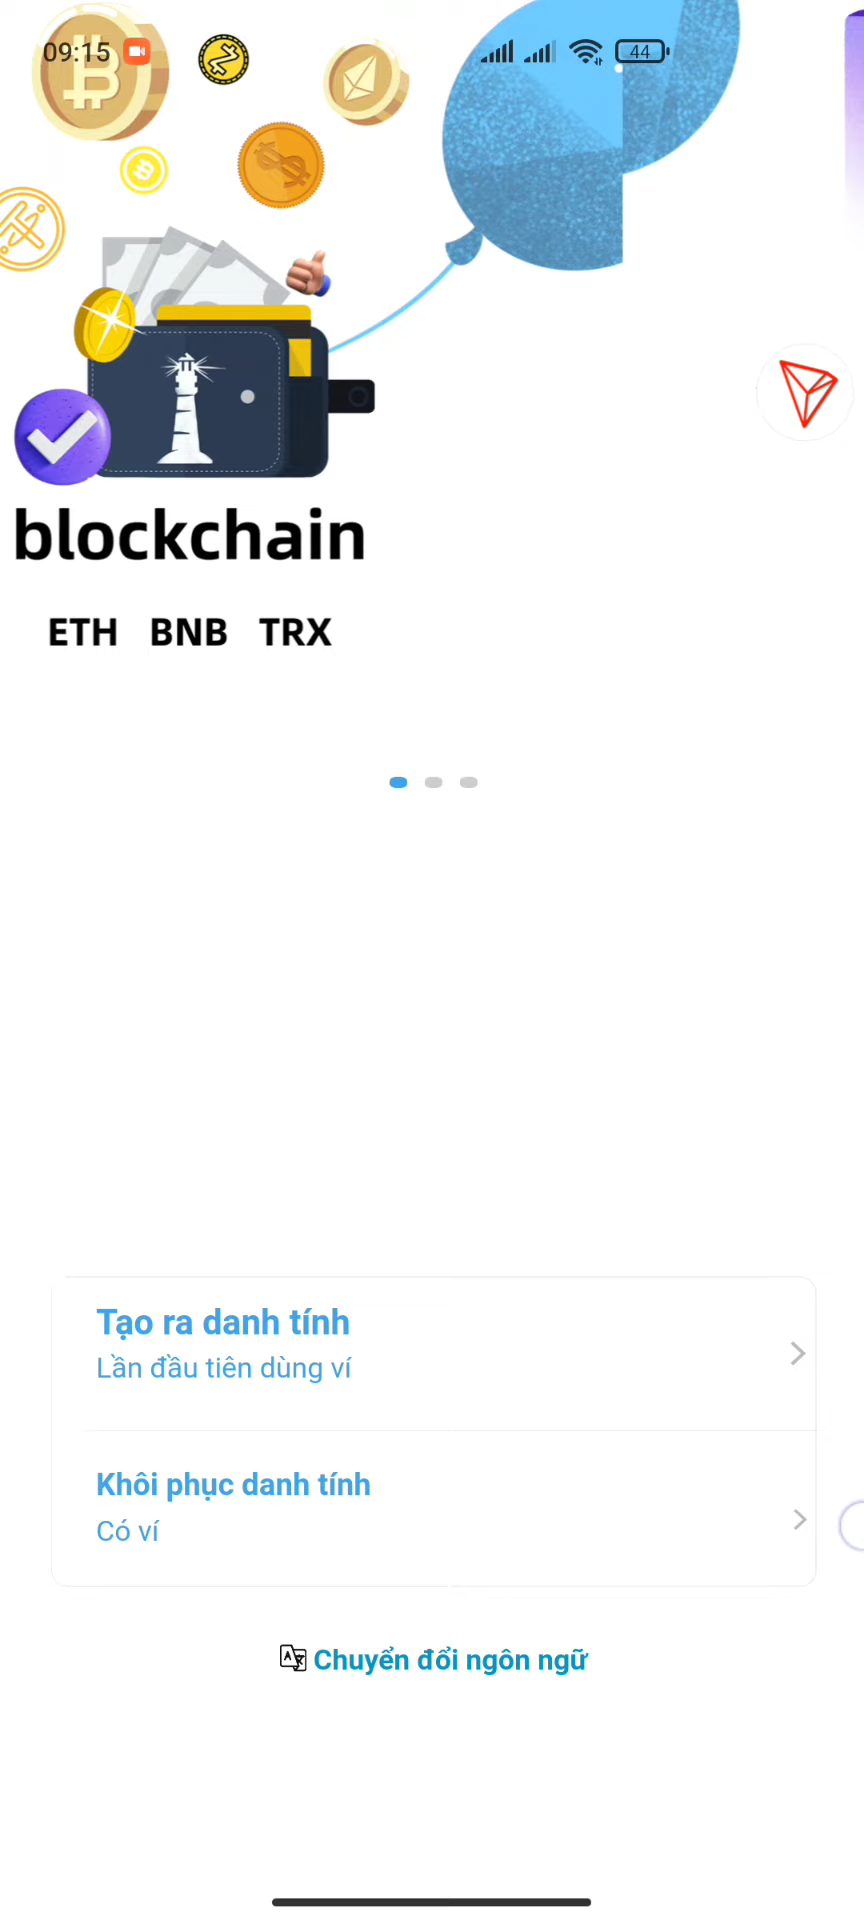 09:15
44
blockchain
ETH BNB TRX
Tạo ra danh tính
Lần đầu tiên dùng ví
Khôi phục danh tính
Có ví
Chuyển đổi ngôn ngữ